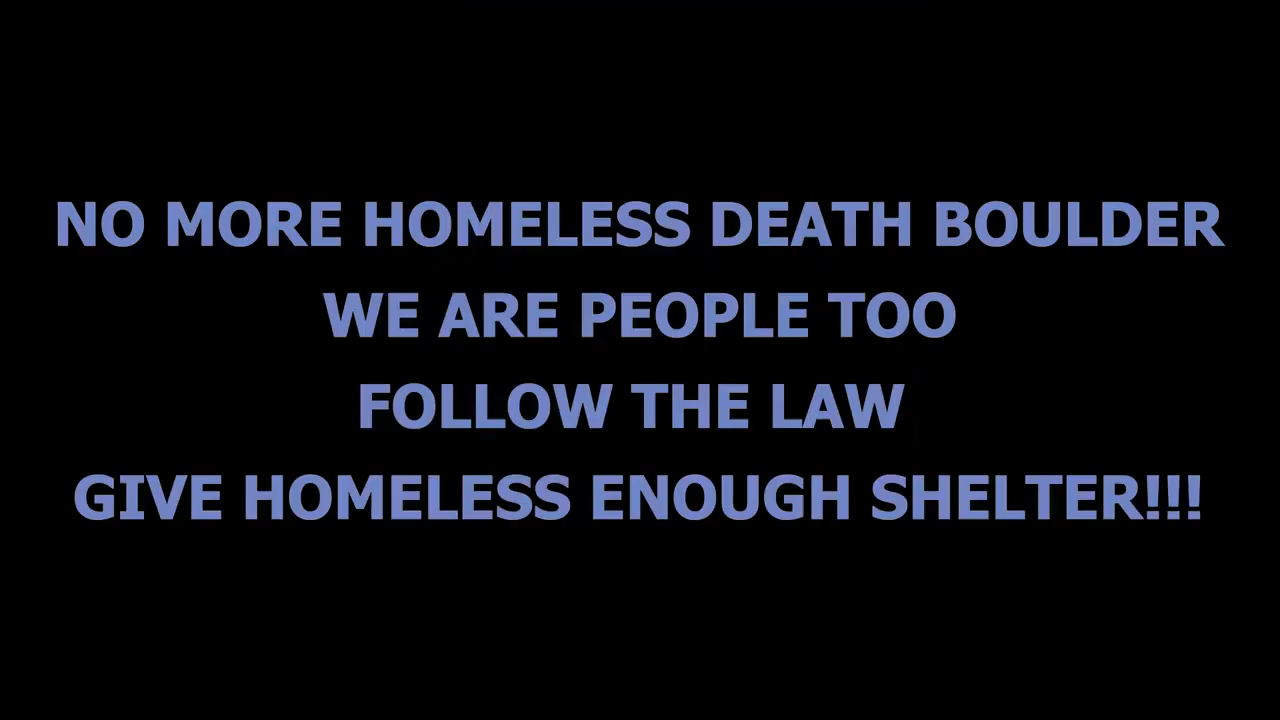 NO MORE HOMELESS DEATH BOULDER
WE ARE PEOPLE TOO
FOLLOW THE LAW
GIVE HOMELESS ENOUGH SHELTER!!!